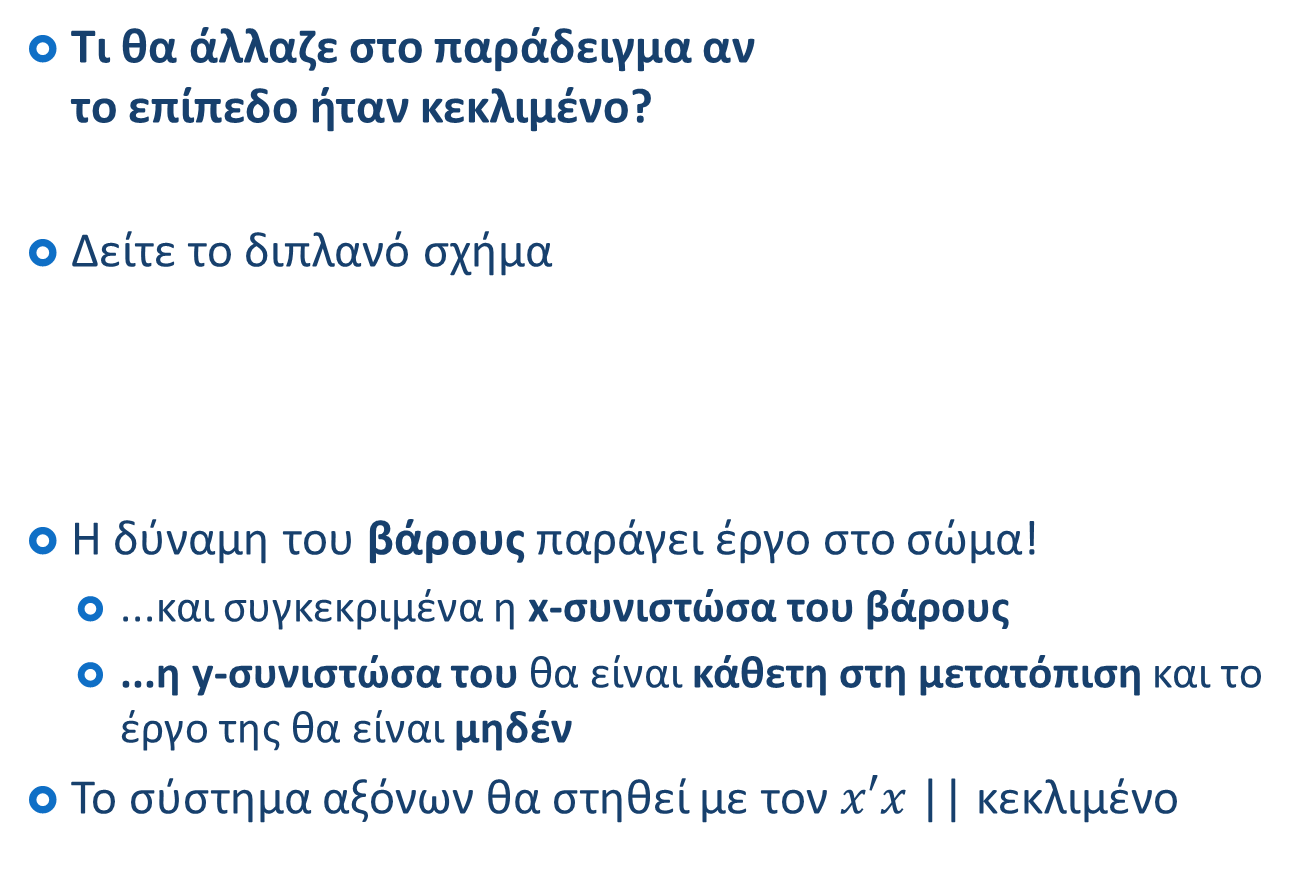 Τι θα άλλαζε στο παράδειγμα αν
το επίπεδο ήταν κεκλιμένο?
Δείτε το διπλανό σχήμα
Η δύναμη του βάρους παράγει έργο στο σώμα!
...και συγκεκριμένα η x-συνιστώσα του βάρους
...η y-συνιστώσα του θα είναι κάθετη στη μετατόπιση και το
έργο της θα είναι μηδέν
Το σύστημα αξόνων θα στηθεί με τον x′x || κεκλιμένο